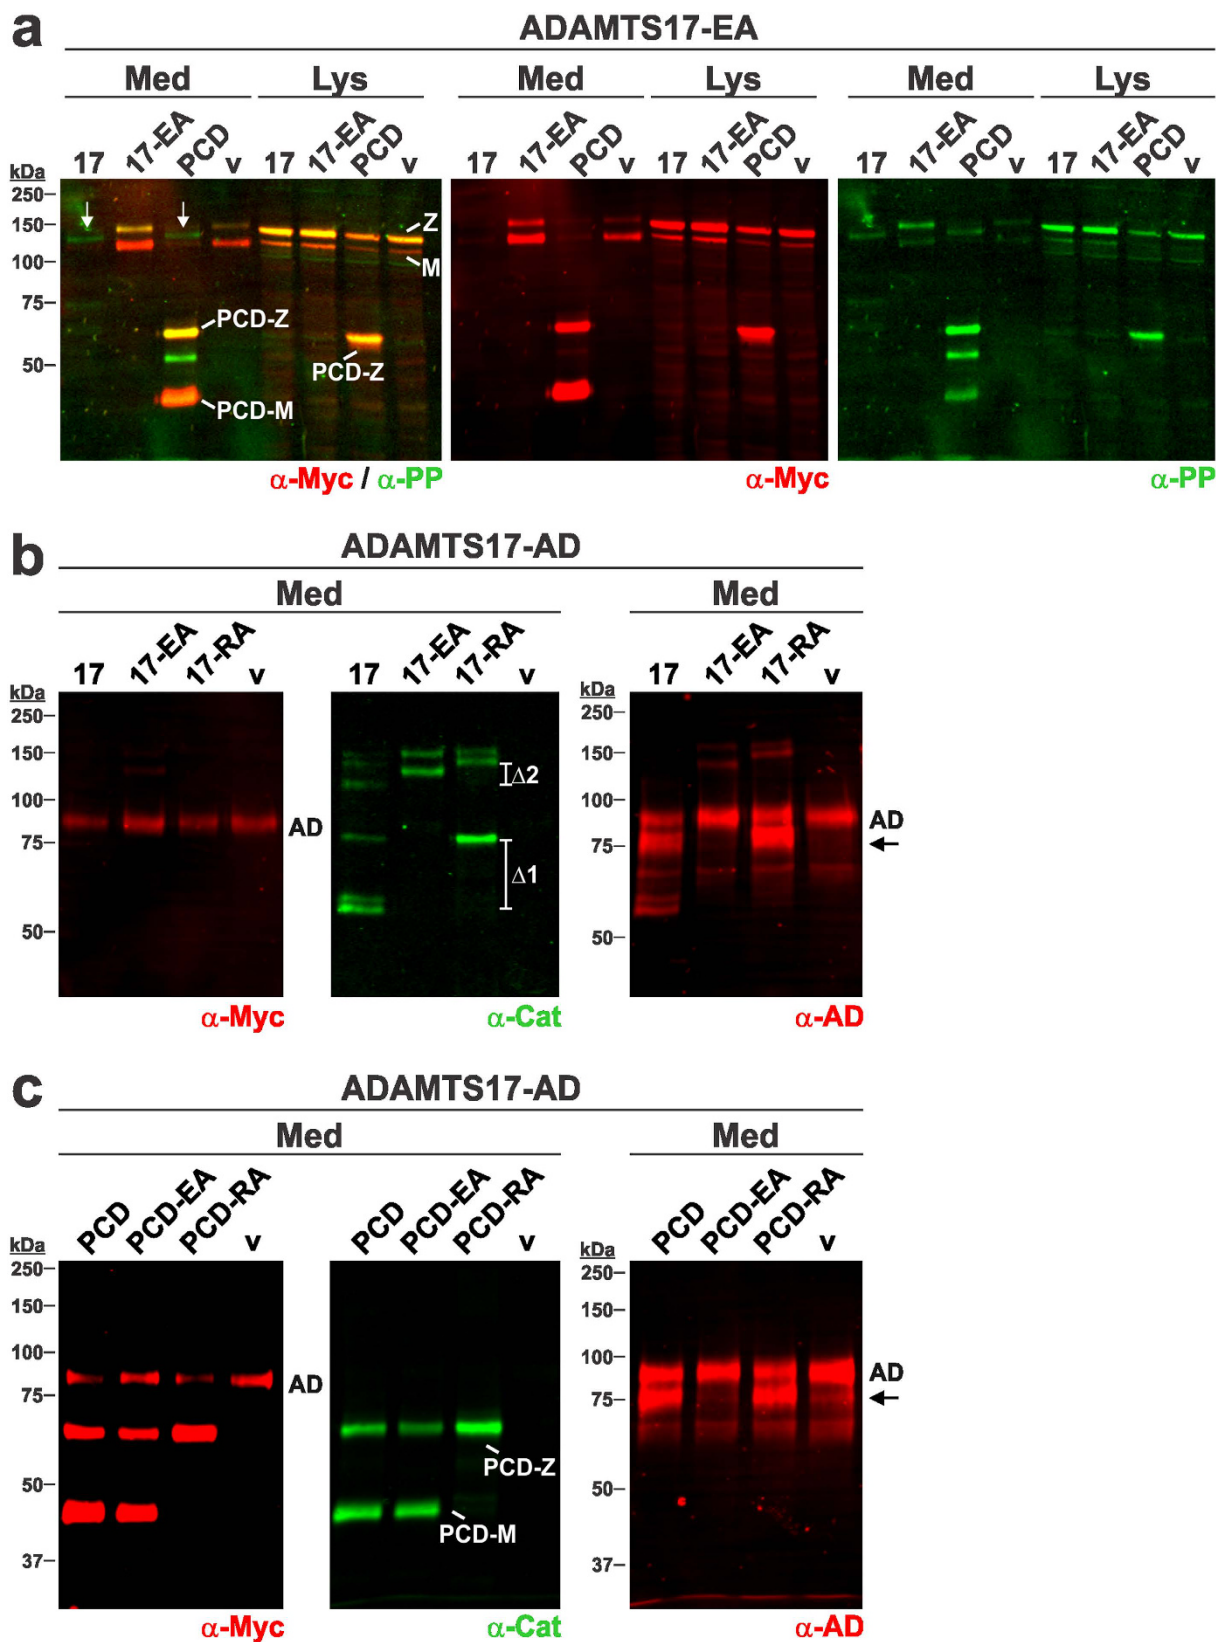 a
ADAMTS17-EA
Med Lys Med Lys Med Lys
17 17-EA PCD v 17 17-EA PCD v 17 17-EA PCD v 17 17-EA PCD v 17 17-EA PCD v 17 17-EA PCD v
kDa
250
150
Z
100
M
75
PCD-Z
50
PCD-Z
PCD-M
α-Myc / α-PP α-Myc α-PP
b
ADAMTS17-AD
Med Med
17 17-EA 17-RA v 17 17-EA 17-RA v 17 17-EA 17-RA v
kDa kDa
250 250
150 150
Δ2
100 100
AD AD
75 75
Δ1
50 50
α-Myc α-Cat α-AD
c
ADAMTS17-AD
Med Med
PCD PCD-EA PCD-RA v PCD PCD-EA PCD-RA v PCD PCD-EA PCD-RA v
kDa kDa
250 250
150 150
100 100
AD AD
75 75
PCD-Z
50 50
PCD-M
37 37
α-Myc α-Cat α-AD